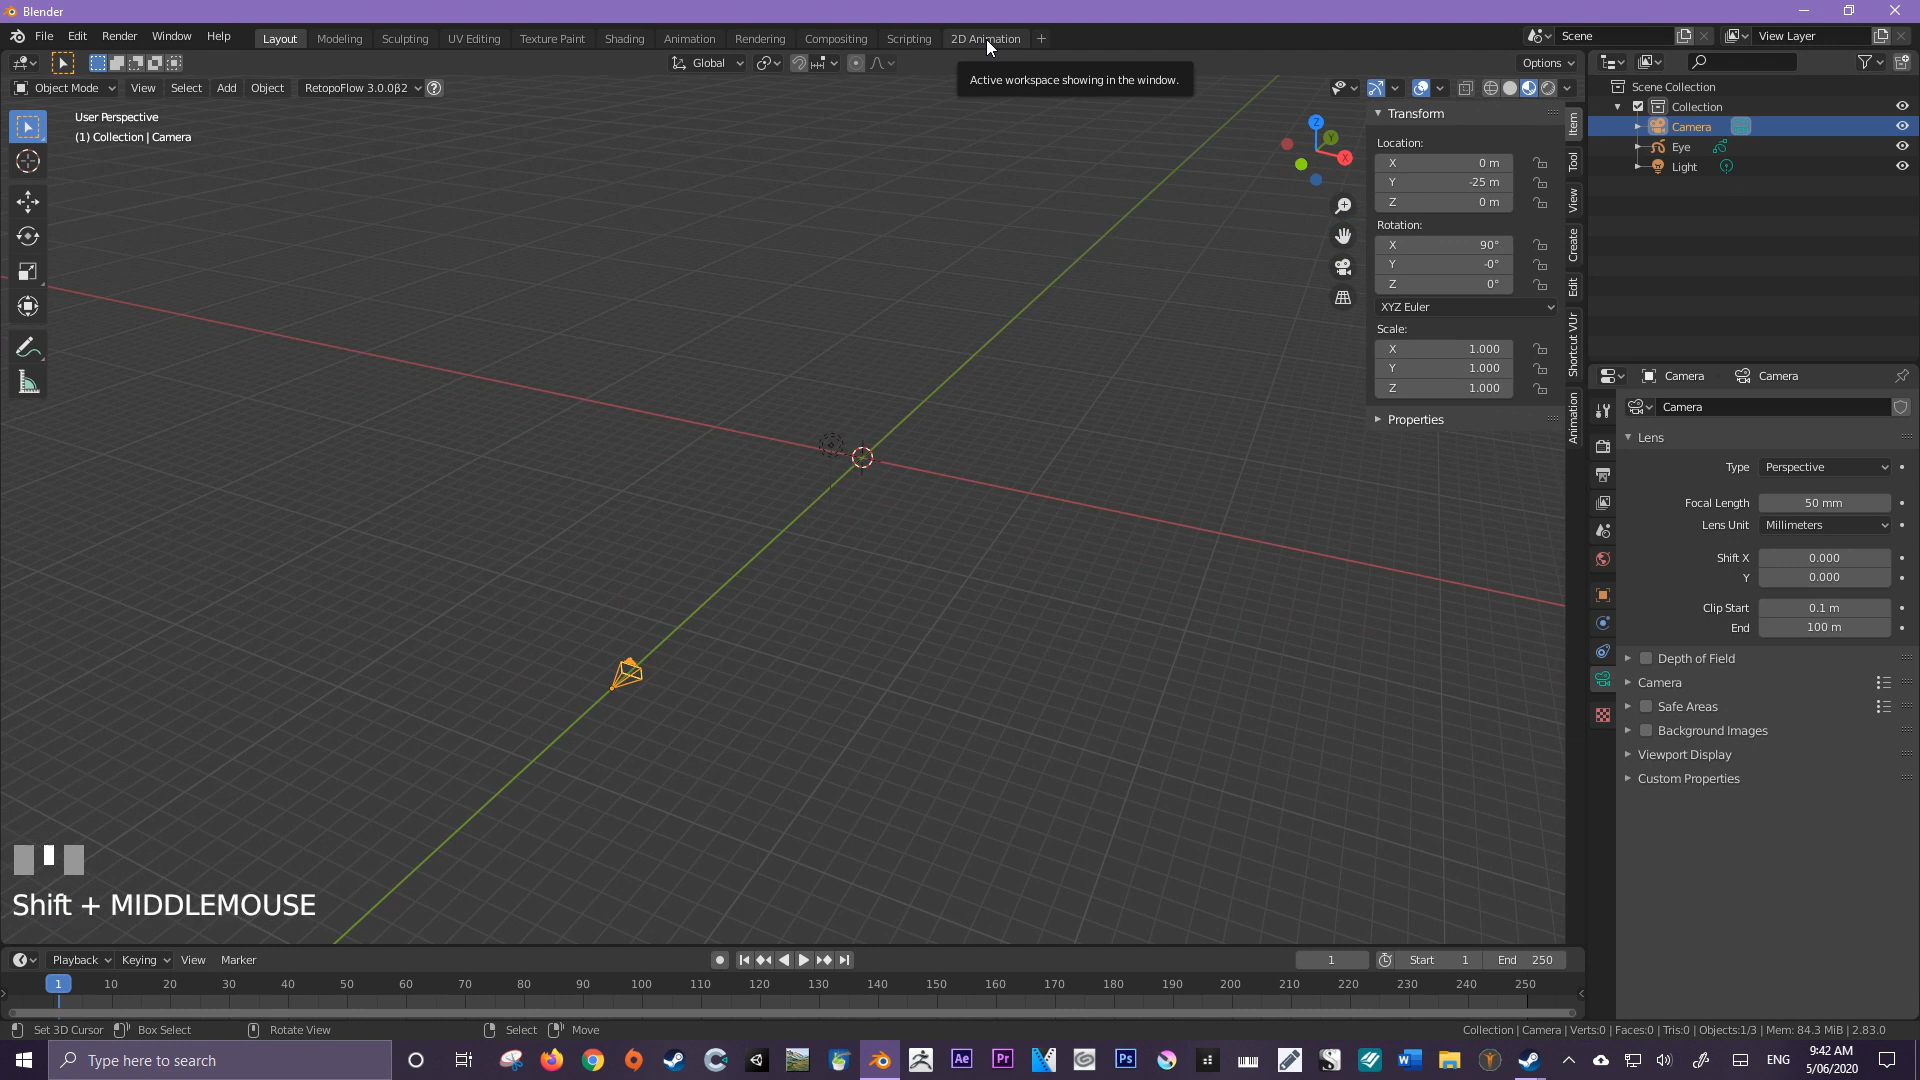 Blender
File Edit Render Window Help Layout Modeling Sculpting UV Editing Texture Paint Shading Animation Rendering Compositing Scripting 2D Animation + Scene View Layer
Global Options
Object Mode View Select Add Object RetopoFlow 3.0.0β2 ?
Active workspace showing in the window.
User Perspective
(1) Collection | Camera
Z
Y
X
Transform
Location:
X 0 m
Y -25 m
Z 0 m
Rotation:
X 90°
Y -0°
Z 0°
XYZ Euler
Scale:
X 1.000
Y 1.000
Z 1.000
Properties
Item
Tool
View
Create
Edit
Shortcut VUr
Animation
Scene Collection
Collection
Camera
Eye
Light
Camera Camera
Camera
Lens
Type Perspective
Focal Length 50 mm
Lens Unit Millimeters
Shift X 0.000
Y 0.000
Clip Start 0.1 m
End 100 m
Depth of Field
Camera
Safe Areas
Background Images
Viewport Display
Custom Properties
Shift + MIDDLEMOUSE
Playback Keying View Marker 1 Start 1 End 250
1 10 20 30 40 50 60 70 80 90 100 110 120 130 140 150 160 170 180 190 200 210 220 230 240 250
Set 3D Cursor Box Select Rotate View Select Move Collection | Camera | Verts:0 | Faces:0 | Tris:0 | Objects:1/3 | Mem: 84.3 MiB | 2.83.0
Type here to search Ae Pr Ps ENG 9:42 AM
5/06/2020